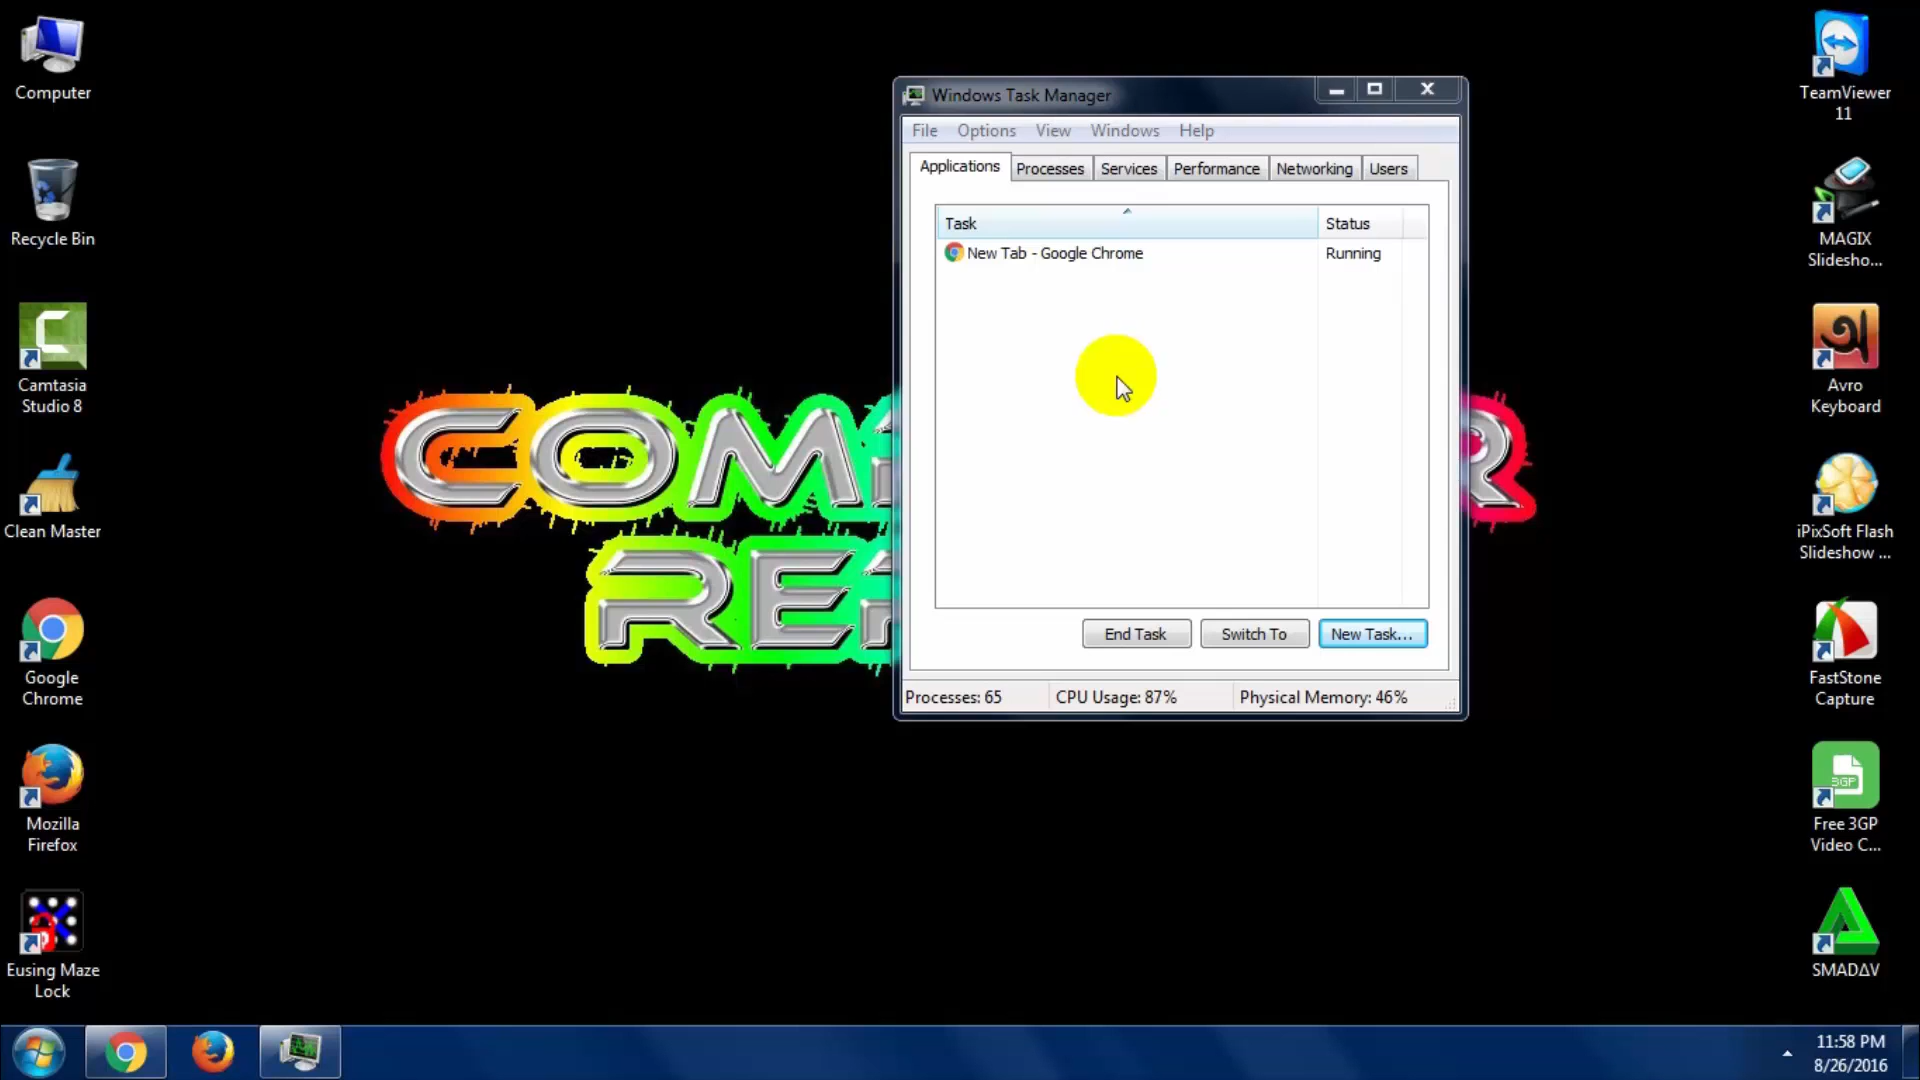 Computer
Recycle Bin
Camtasia
Studio 8
Clean Master
Google
Chrome
Mozilla
Firefox
Eusing Maze
Lock
Windows Task Manager
File Options View Windows Help
Applications Processes Services Performance Networking Users
Task Status
New Tab - Google Chrome Running
End Task Switch To New Task...
Processes: 65 CPU Usage: 87% Physical Memory: 46%
TeamViewer
11
MAGIX
Slidesho...
অ
Avro
Keyboard
iPixSoft Flash
Slideshow ...
FastStone
Capture
3GP
Free 3GP
Video C...
SMADΔV
11:58 PM
8/26/2016